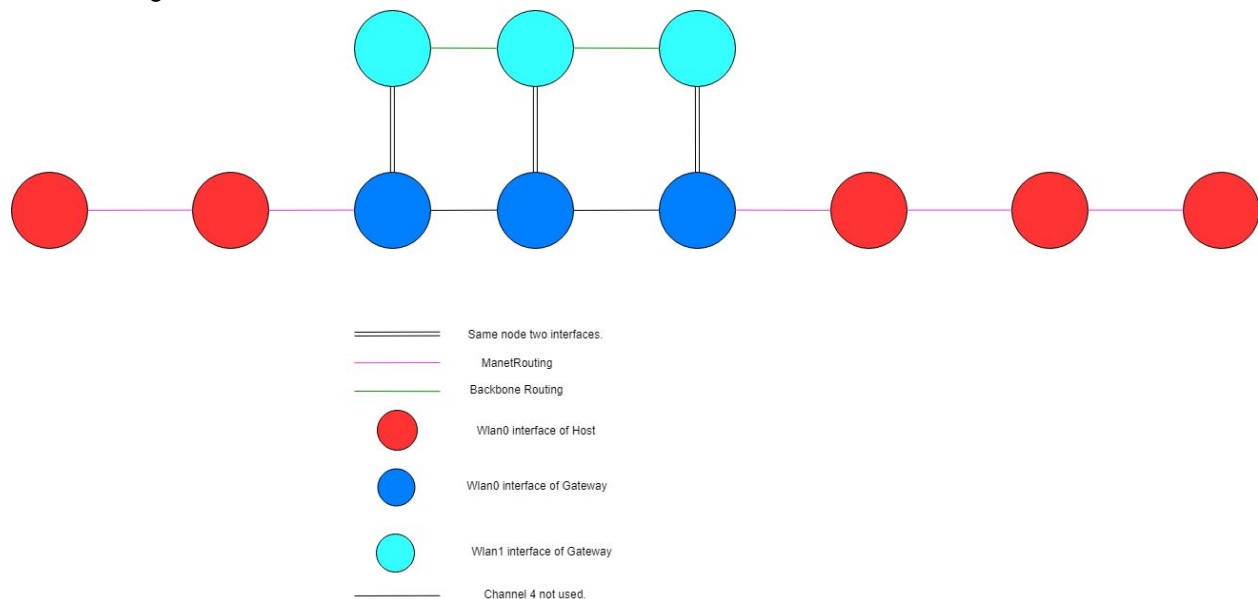 Same node two interfaces.
ManetRouting
Backbone Routing
Wlan0 interface of Host
Wlan0 interface of Gateway
Wlan1 interface of Gateway
Channel 4 not used.